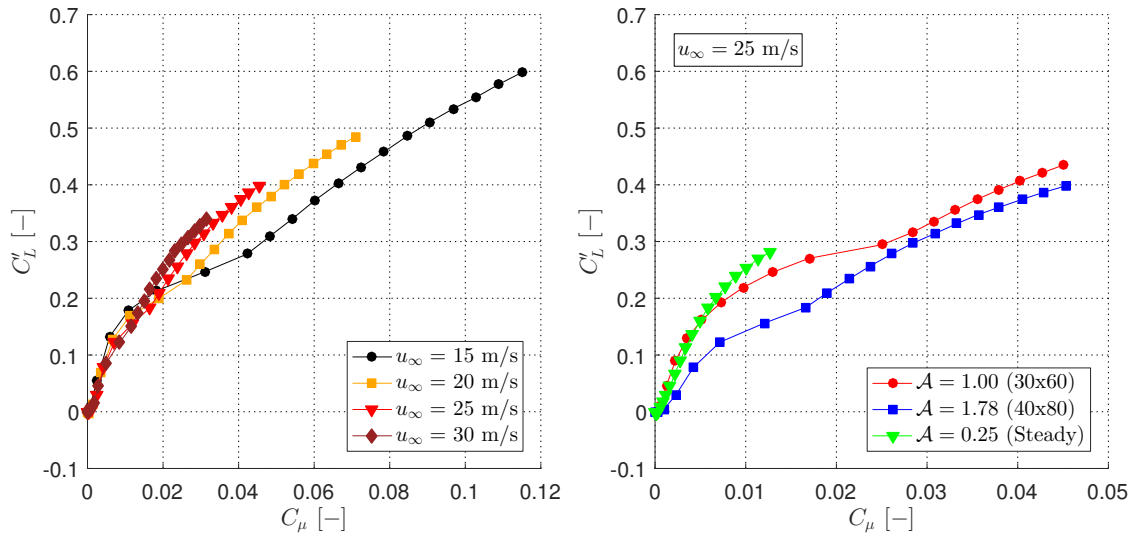 0.7
0.6
0.5
0.4
0.3
0.2
0.1
0
-0.1
C′_L [−]
0
0.02
0.04
0.06
0.08
0.1
0.12
C_μ [−]
u_∞ = 15 m/s
u_∞ = 20 m/s
u_∞ = 25 m/s
u_∞ = 30 m/s
0.7
0.6
0.5
0.4
0.3
0.2
0.1
0
-0.1
C′_L [−]
0
0.01
0.02
0.03
0.04
0.05
C_μ [−]
u_∞ = 25 m/s
𝒜 = 1.00 (30x60)
𝒜 = 1.78 (40x80)
𝒜 = 0.25 (Steady)